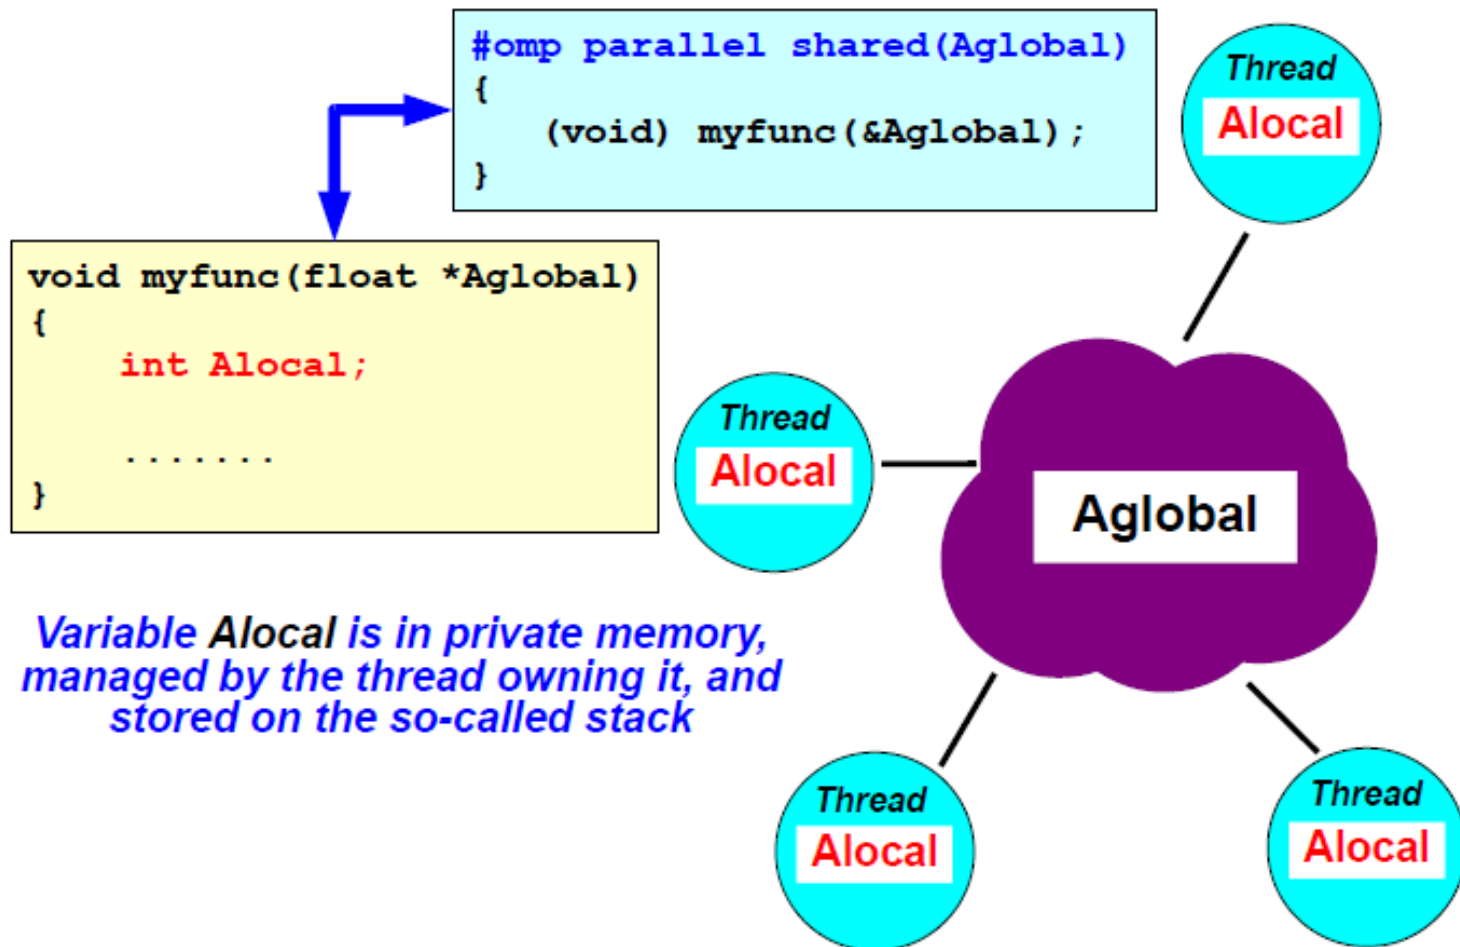 #omp parallel shared(Aglobal)
{
(void) myfunc(&Aglobal);
}
Thread
Alocal
void myfunc(float *Aglobal)
{
int Alocal;
.......
}
Thread
Alocal
Aglobal
Variable Alocal is in private memory,
managed by the thread owning it, and
stored on the so-called stack
Thread
Alocal
Thread
Alocal